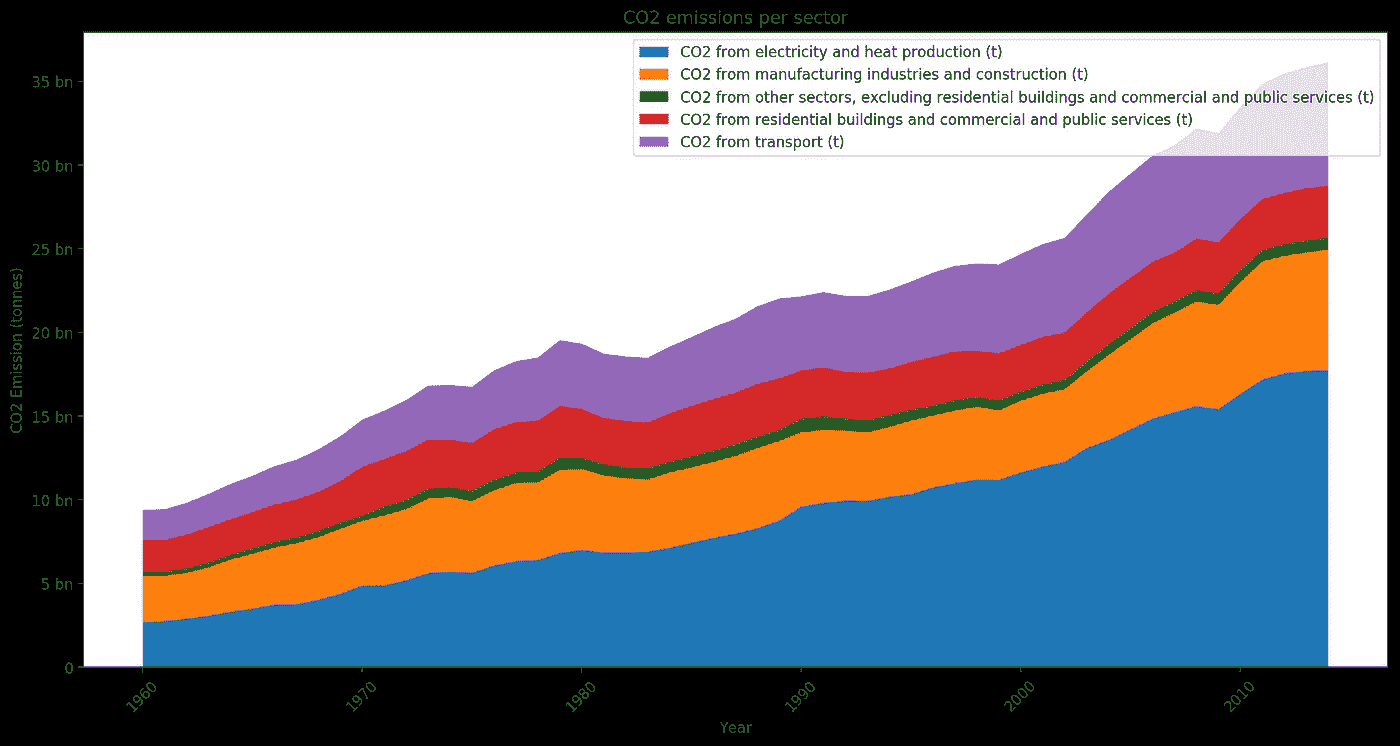 CO2 emissions per sector
CO2 from electricity and heat production (t)
CO2 from manufacturing industries and construction (t)
CO2 from other sectors, excluding residential buildings and commercial and public services (t)
CO2 from residential buildings and commercial and public services (t)
CO2 from transport (t)
35 bn
30 bn
25 bn
20 bn
15 bn
10 bn
5 bn
0
CO2 Emission (tonnes)
1960
1970
1980
1990
2000
2010
Year